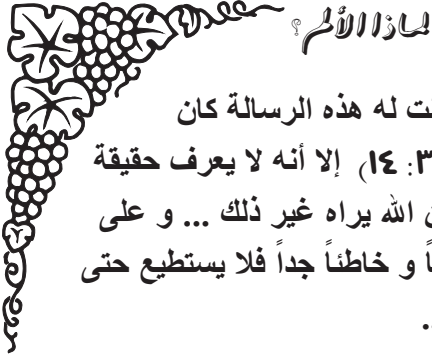 لماذا الألم ؟
ت له هذه الرسالة كان
٣: ١٤) إلا أنه لا يعرف حقيقة
الله يراه غير ذلك ... و على
و خاطئاً جداً فلا يستطيع حتى
.